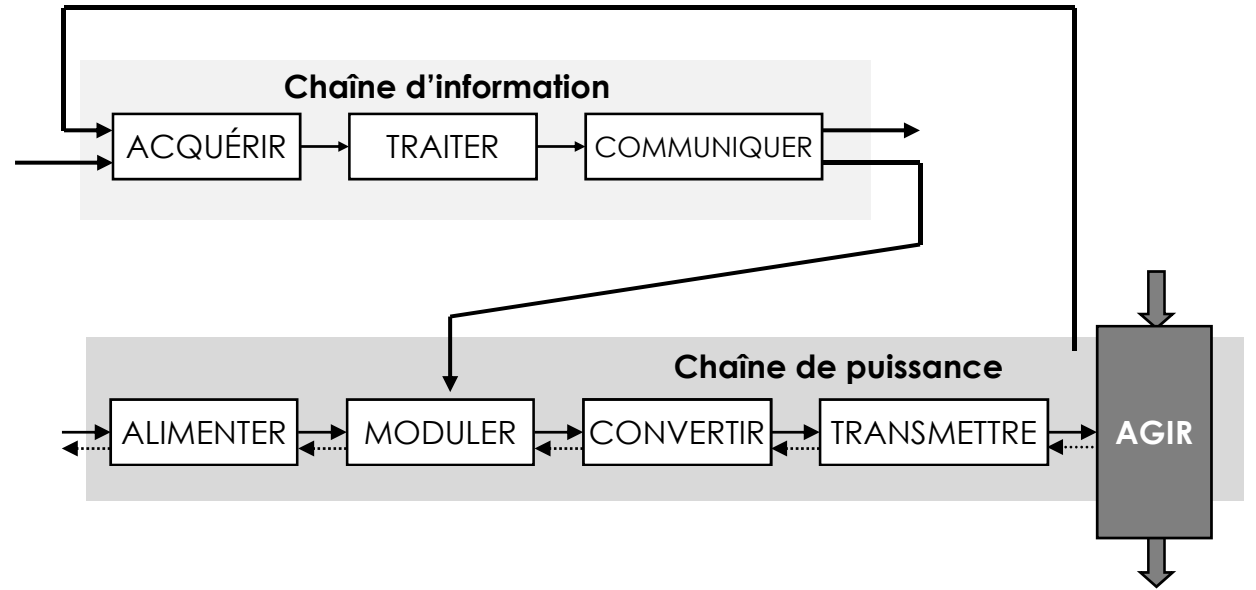 Chaîne d’information
ACQUÉRIR
TRAITER
COMMUNIQUER
Chaîne de puissance
ALIMENTER
MODULER
CONVERTIR
TRANSMETTRE
AGIR